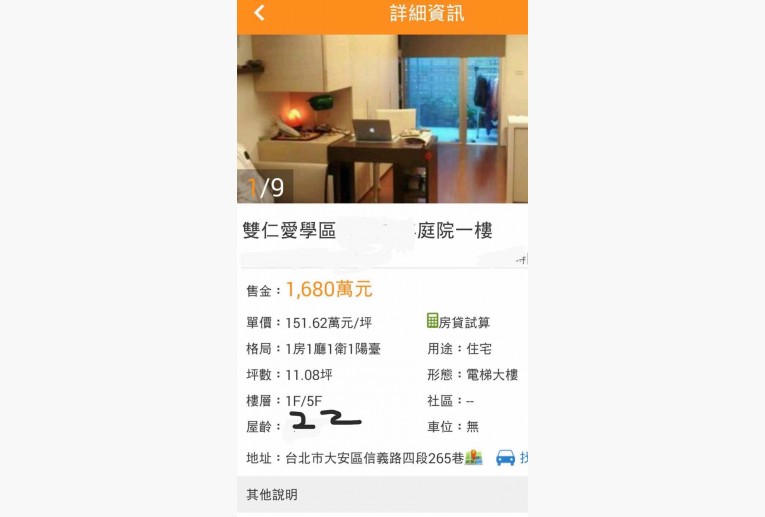 詳細資訊
1/9
雙仁愛學區
庭院一樓
售金：1,680萬元
單價：151.62萬元/坪
房貸試算
格局：1房1廳1衛1陽臺
用途：住宅
坪數：11.08坪
形態：電梯大樓
樓層：1F/5F
社區：--
屋齡：22
車位：無
地址：台北市大安區信義路四段265巷
其他說明